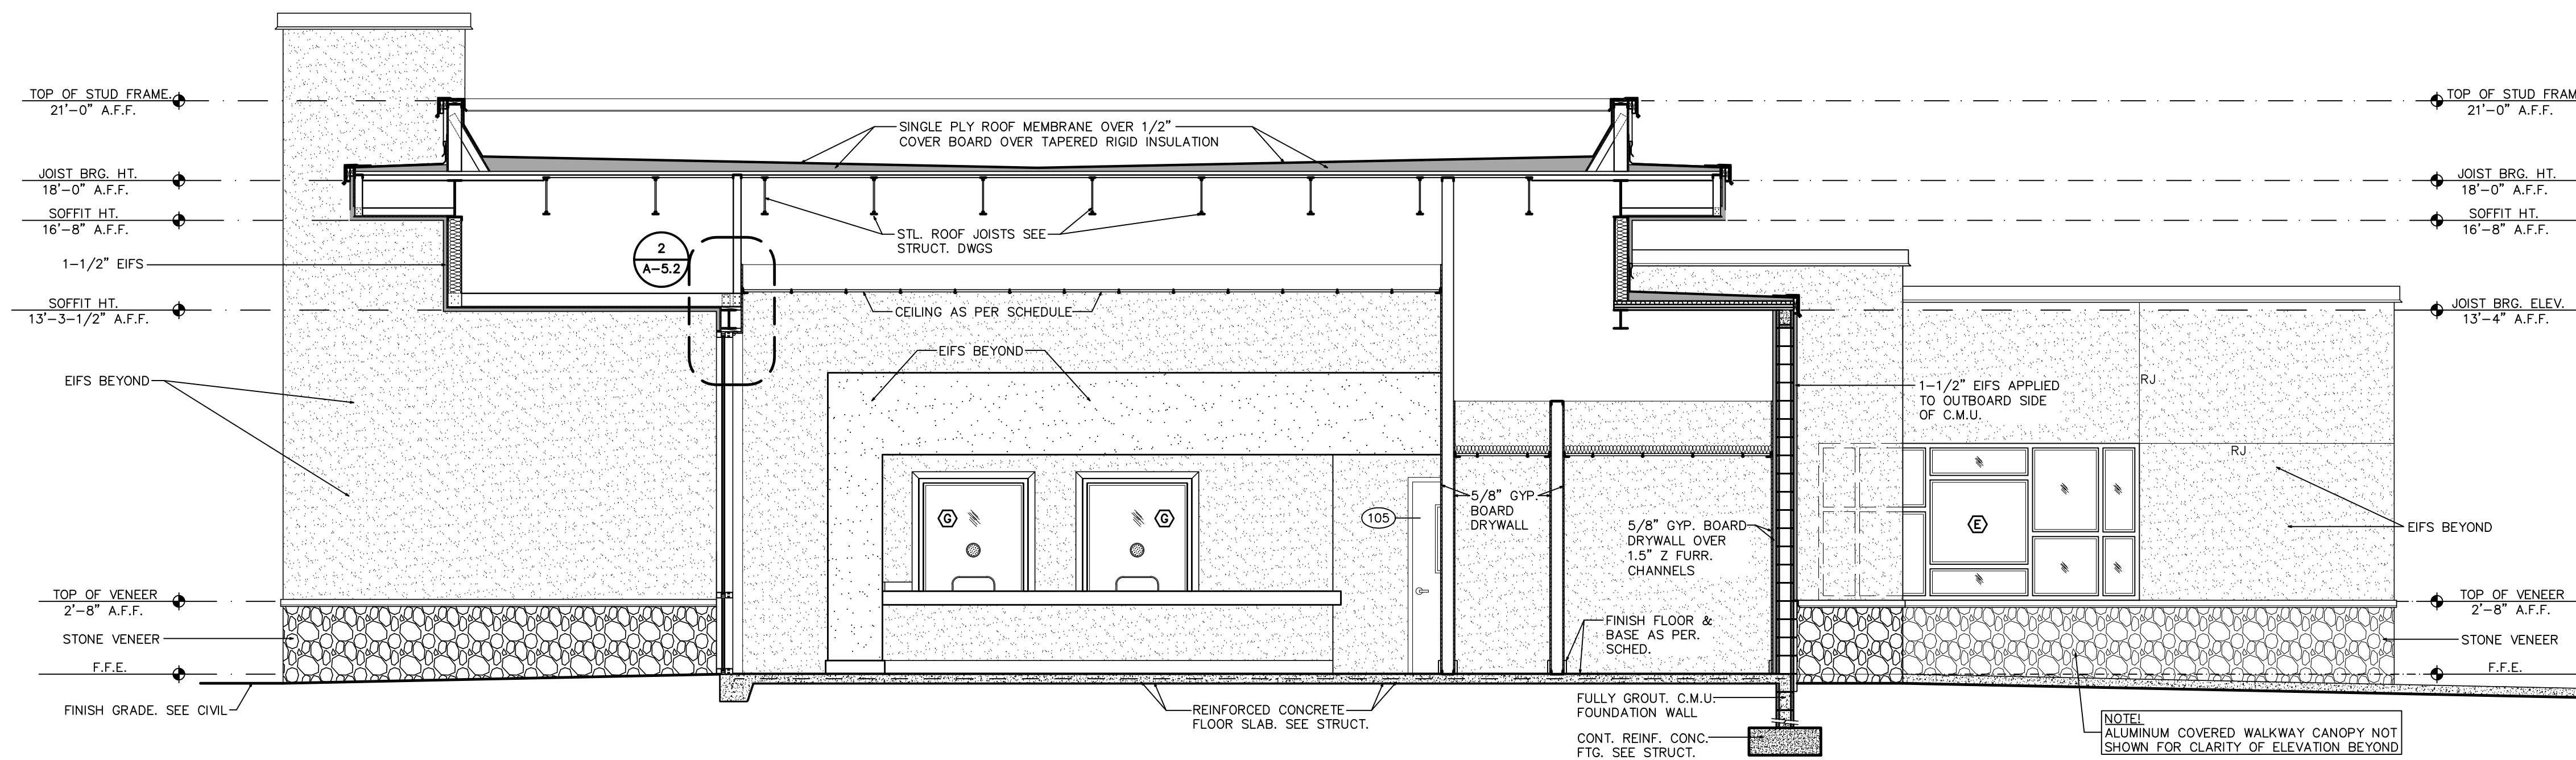 TOP OF STUD FRAME.
21'-0" A.F.F.
JOIST BRG. HT.
18'-0" A.F.F.
SOFFIT HT.
16'-8" A.F.F.
1-1/2" EIFS
SOFFIT HT.
13'-3-1/2" A.F.F.
EIFS BEYOND
TOP OF VENEER
2'-8" A.F.F.
STONE VENEER
F.F.E.
FINISH GRADE. SEE CIVIL
2
A-5.2
SINGLE PLY ROOF MEMBRANE OVER 1/2"
COVER BOARD OVER TAPERED RIGID INSULATION
STL. ROOF JOISTS SEE
STRUCT. DWGS
CEILING AS PER SCHEDULE
EIFS BEYOND
G
G
105
5/8" GYP.
BOARD
DRYWALL
5/8" GYP. BOARD
DRYWALL OVER
1.5" Z FURR.
CHANNELS
FINISH FLOOR &
BASE AS PER.
SCHED.
REINFORCED CONCRETE
FLOOR SLAB. SEE STRUCT.
FULLY GROUT. C.M.U.
FOUNDATION WALL
CONT. REINF. CONC.
FTG. SEE STRUCT.
1-1/2" EIFS APPLIED
TO OUTBOARD SIDE
OF C.M.U.
RJ
RJ
E
NOTE!
ALUMINUM COVERED WALKWAY CANOPY NOT
SHOWN FOR CLARITY OF ELEVATION BEYOND
TOP OF STUD FRAM
21'-0" A.F.F.
JOIST BRG. HT.
18'-0" A.F.F.
SOFFIT HT.
16'-8" A.F.F.
JOIST BRG. ELEV.
13'-4" A.F.F.
EIFS BEYOND
TOP OF VENEER
2'-8" A.F.F.
STONE VENEER
F.F.E.